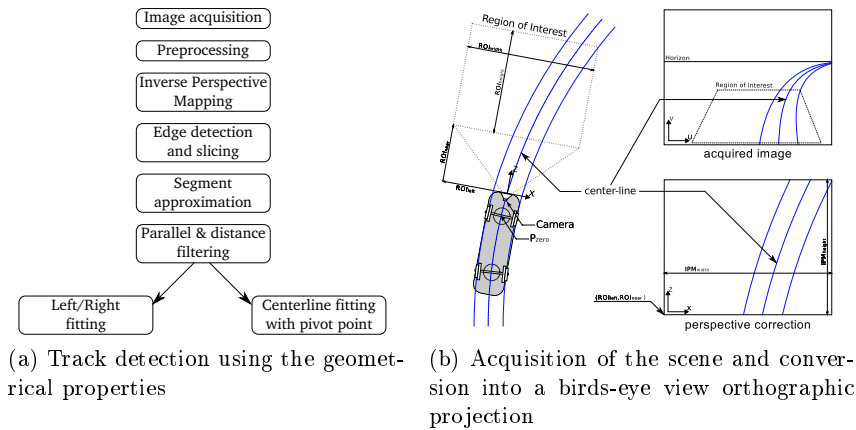 Image acquisition
Preprocessing
Inverse Perspective
Mapping
Edge detection
and slicing
Segment
approximation
Parallel & distance
filtering
Left/Right
fitting
Centerline fitting
with pivot point
(a) Track detection using the geomet-
rical properties
Region of Interest
ROIwidth
ROIheight
ROInear
ROIleft
Z
X
Camera
Pzero
center-line
Horizon
Region of Interest
V
U
acquired image
IPMheight
IPMwidth
Z
X
(ROIleft,ROInear)
perspective correction
(b) Acquisition of the scene and conver-
sion into a birds-eye view orthographic
projection